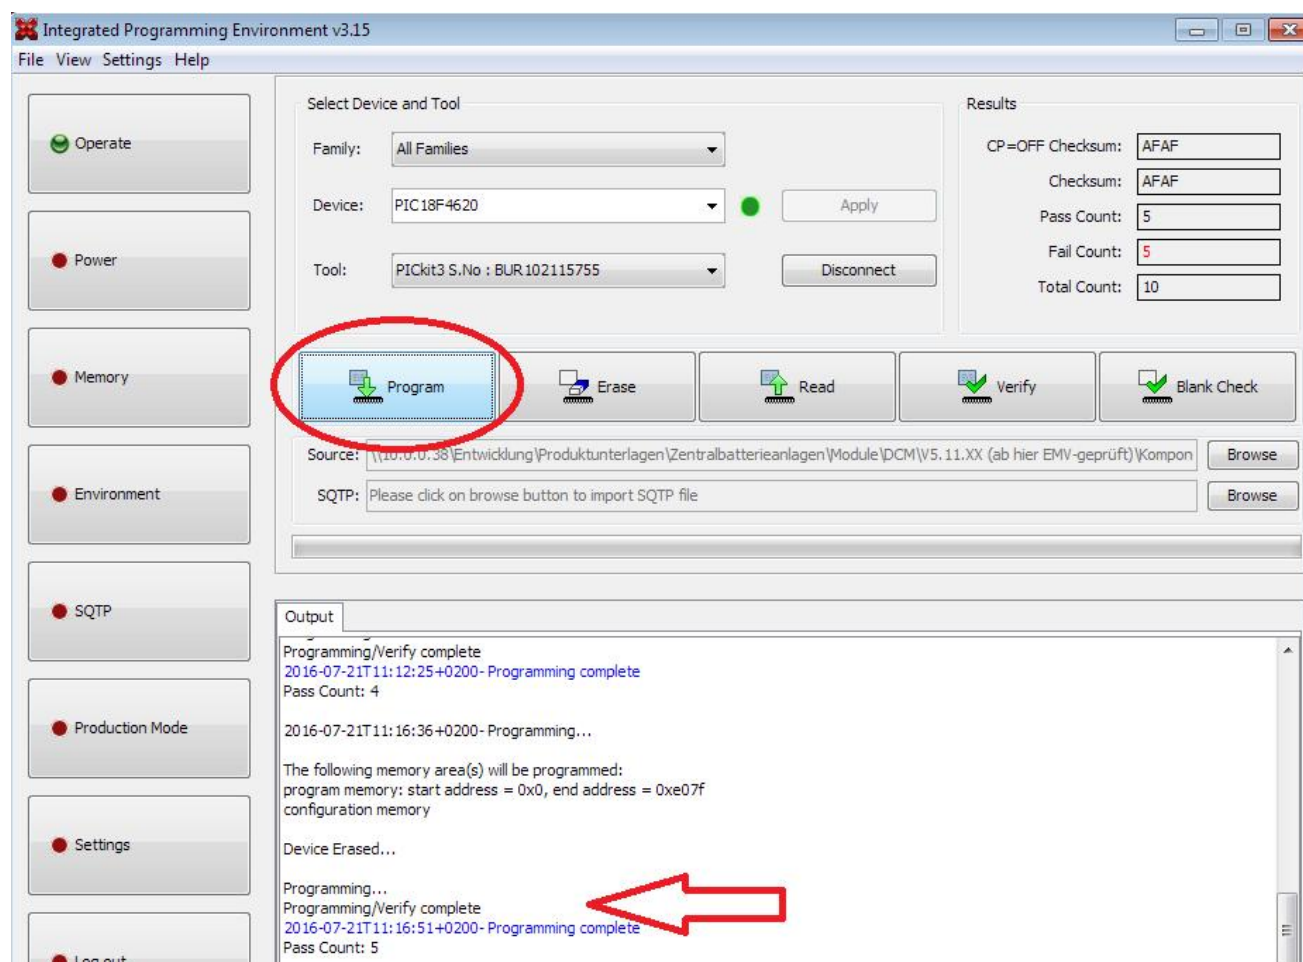 Integrated Programming Environment v3.15
File View Settings Help
Operate
Power
Memory
Environment
SQTP
Production Mode
Settings
Log out
Select Device and Tool
Family: All Families
Device: PIC18F4620 Apply
Tool: PICkit3 S.No : BUR102115755 Disconnect
Results
CP=OFF Checksum: AFAF
Checksum: AFAF
Pass Count: 5
Fail Count: 5
Total Count: 10
Program Erase Read Verify Blank Check
Source: \\10.0.0.38\Entwicklung\Produktunterlagen\Zentralbatterieanlagen\Module\DCM\V5.11.XX (ab hier EMV-geprüft)\Kompon Browse
SQTP: Please click on browse button to import SQTP file Browse
Output
Programming/Verify complete
2016-07-21T11:12:25+0200- Programming complete
Pass Count: 4
2016-07-21T11:16:36+0200- Programming...
The following memory area(s) will be programmed:
program memory: start address = 0x0, end address = 0xe07f
configuration memory
Device Erased...
Programming...
Programming/Verify complete
2016-07-21T11:16:51+0200- Programming complete
Pass Count: 5